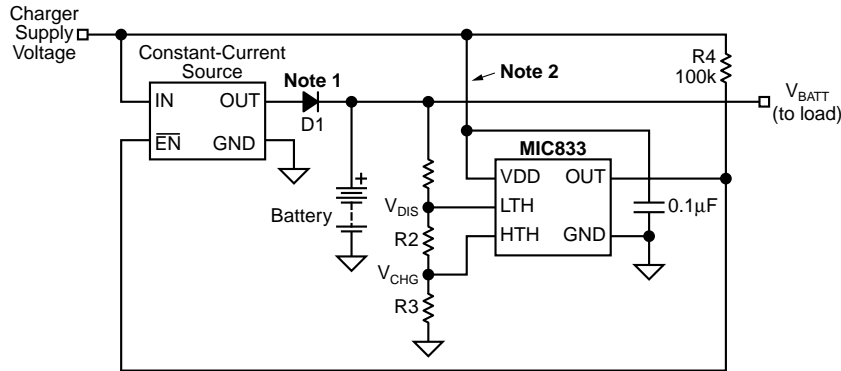 Charger
Supply
Voltage
Constant-Current
Source
Note 1
Note 2
R4
100k
IN
OUT
EN
GND
D1
VBATT
(to load)
MIC833
VDD
OUT
LTH
HTH
GND
0.1µF
+
Battery
VDIS
R2
VCHG
R3